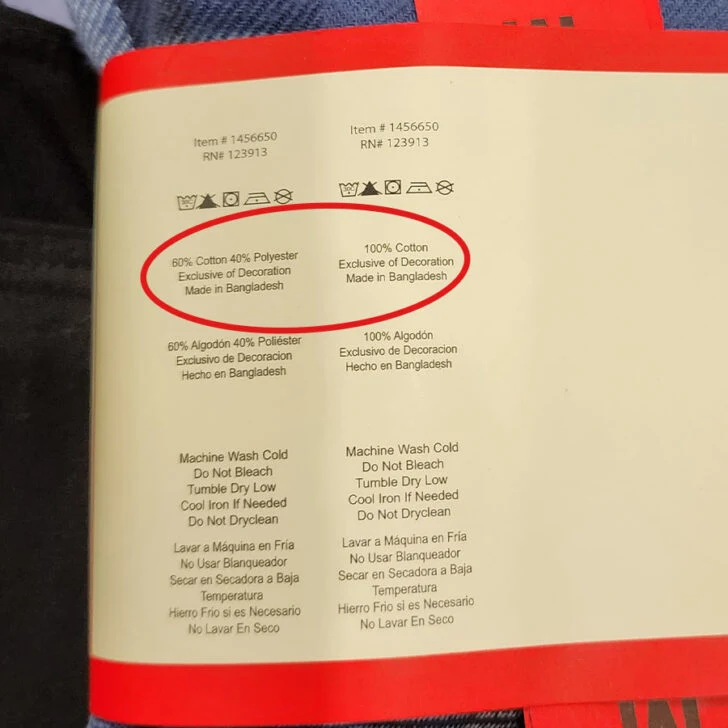 Item # 1456650
RN# 123913
60% Cotton 40% Polyester
Exclusive of Decoration
Made in Bangladesh
60% Algodón 40% Poliéster
Exclusivo de Decoracion
Hecho en Bangladesh
Machine Wash Cold
Do Not Bleach
Tumble Dry Low
Cool Iron If Needed
Do Not Dryclean
Lavar a Máquina en Fría
No Usar Blanqueador
Secar en Secadora a Baja
Temperatura
Hierro Frio si es Necesario
No Lavar En Seco
Item # 1456650
RN# 123913
100% Cotton
Exclusive of Decoration
Made in Bangladesh
100% Algodón
Exclusivo de Decoracion
Hecho en Bangladesh
Machine Wash Cold
Do Not Bleach
Tumble Dry Low
Cool Iron If Needed
Do Not Dryclean
Lavar a Máquina en Fría
No Usar Blanqueador
Secar en Secadora a Baja
Temperatura
Hierro Frio si es Necesario
No Lavar En Seco